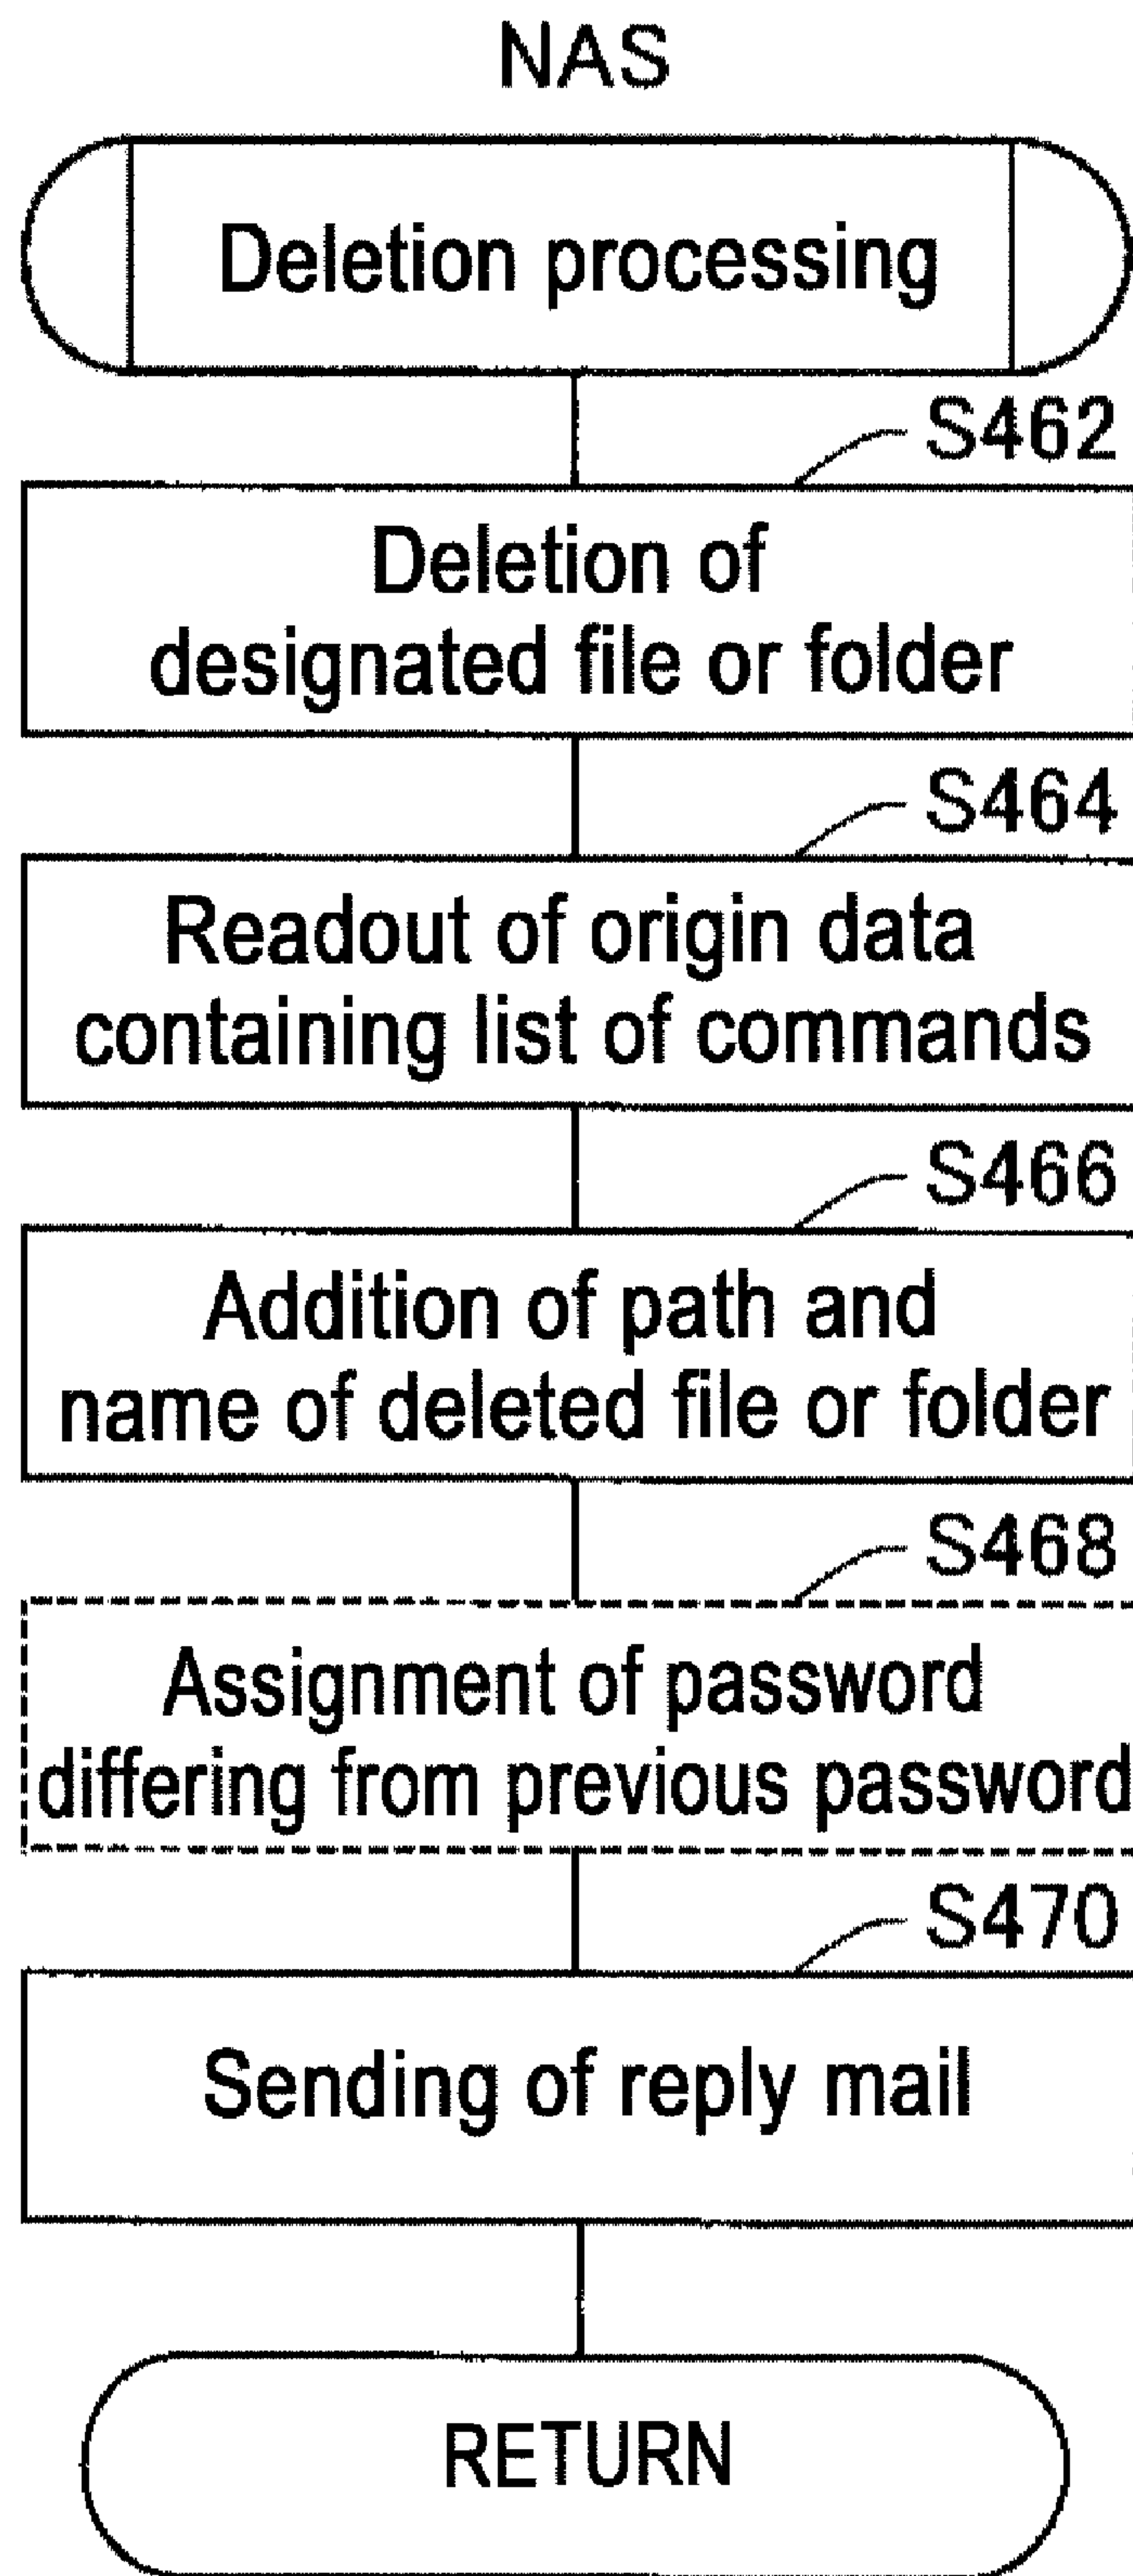 NAS
Deletion processing
S462
Deletion of
designated file or folder
S464
Readout of origin data
containing list of commands
S466
Addition of path and
name of deleted file or folder
S468
Assignment of password
differing from previous password
S470
Sending of reply mail
RETURN